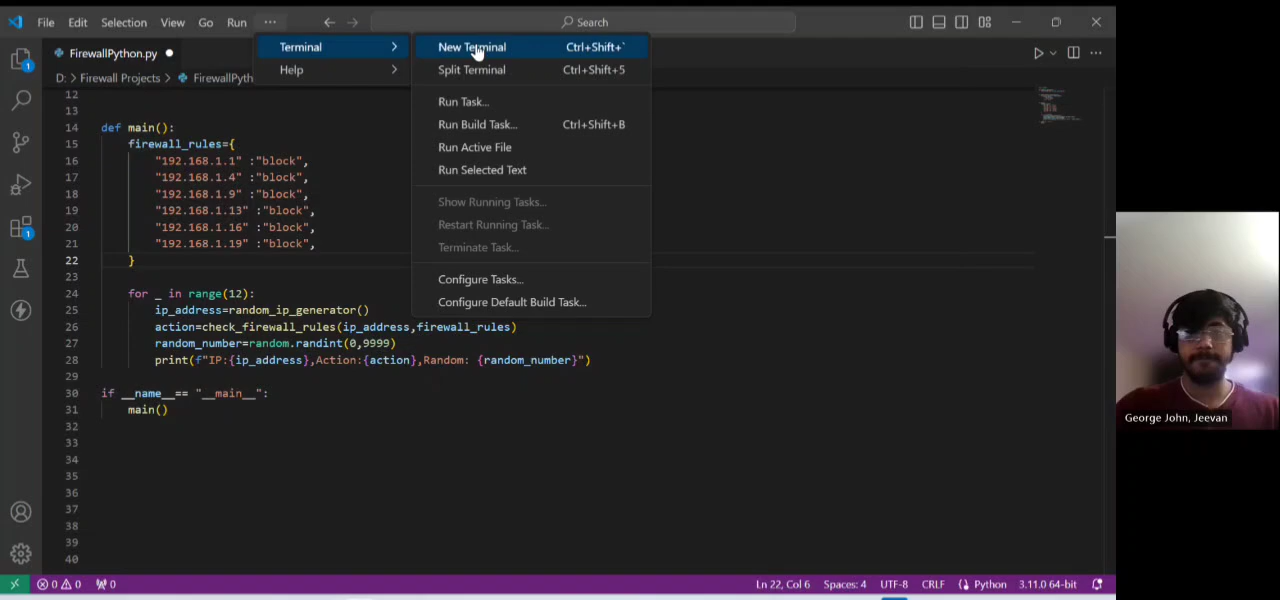 File Edit Selection View Go Run ··· Search
FirewallPython.py
D: > Firewall Projects > FirewallPyth
Terminal
Help
New Terminal Ctrl+Shift+`
Split Terminal Ctrl+Shift+5
Run Task...
Run Build Task... Ctrl+Shift+B
Run Active File
Run Selected Text
Show Running Tasks...
Restart Running Task...
Terminate Task...
Configure Tasks...
Configure Default Build Task...
12
13
14 def main():
15 firewall_rules={
16 "192.168.1.1" :"block",
17 "192.168.1.4" :"block",
18 "192.168.1.9" :"block",
19 "192.168.1.13" :"block",
20 "192.168.1.16" :"block",
21 "192.168.1.19" :"block",
22 }
23
24 for _ in range(12):
25 ip_address=random_ip_generator()
26 action=check_firewall_rules(ip_address,firewall_rules)
27 random_number=random.randint(0,9999)
28 print(f"IP:{ip_address},Action:{action},Random: {random_number}")
29
30 if __name__== "__main__":
31 main()
32
33
34
35
36
37
38
39
40
1
1
George John, Jeevan
0 0 0 Ln 22, Col 6 Spaces: 4 UTF-8 CRLF Python 3.11.0 64-bit